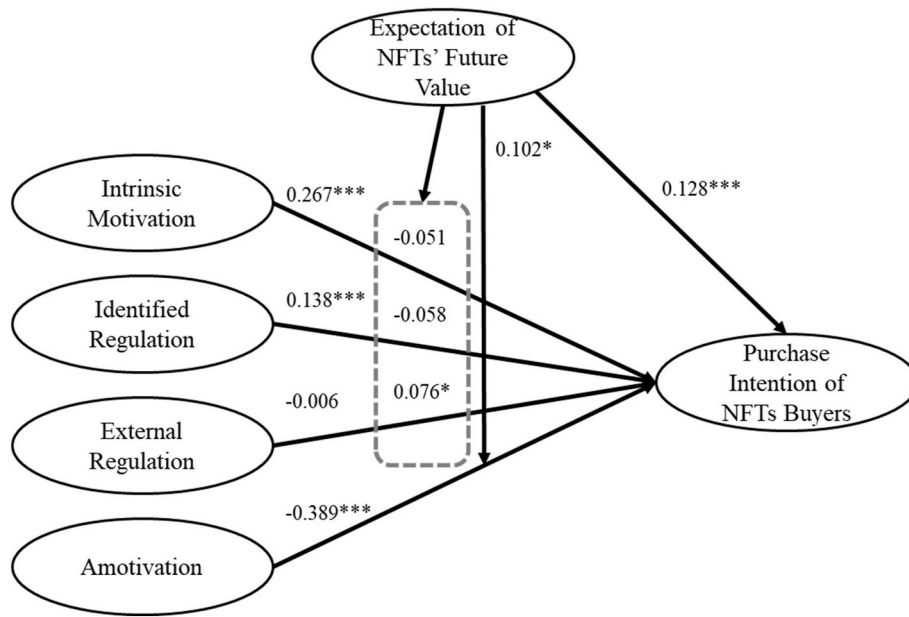 Expectation of
NFTs' Future
Value
0.102*
0.128***
Intrinsic
Motivation
0.267***
-0.051
Identified
Regulation
0.138***
-0.058
External
Regulation
-0.006
0.076*
Amotivation
-0.389***
Purchase
Intention of
NFTs Buyers